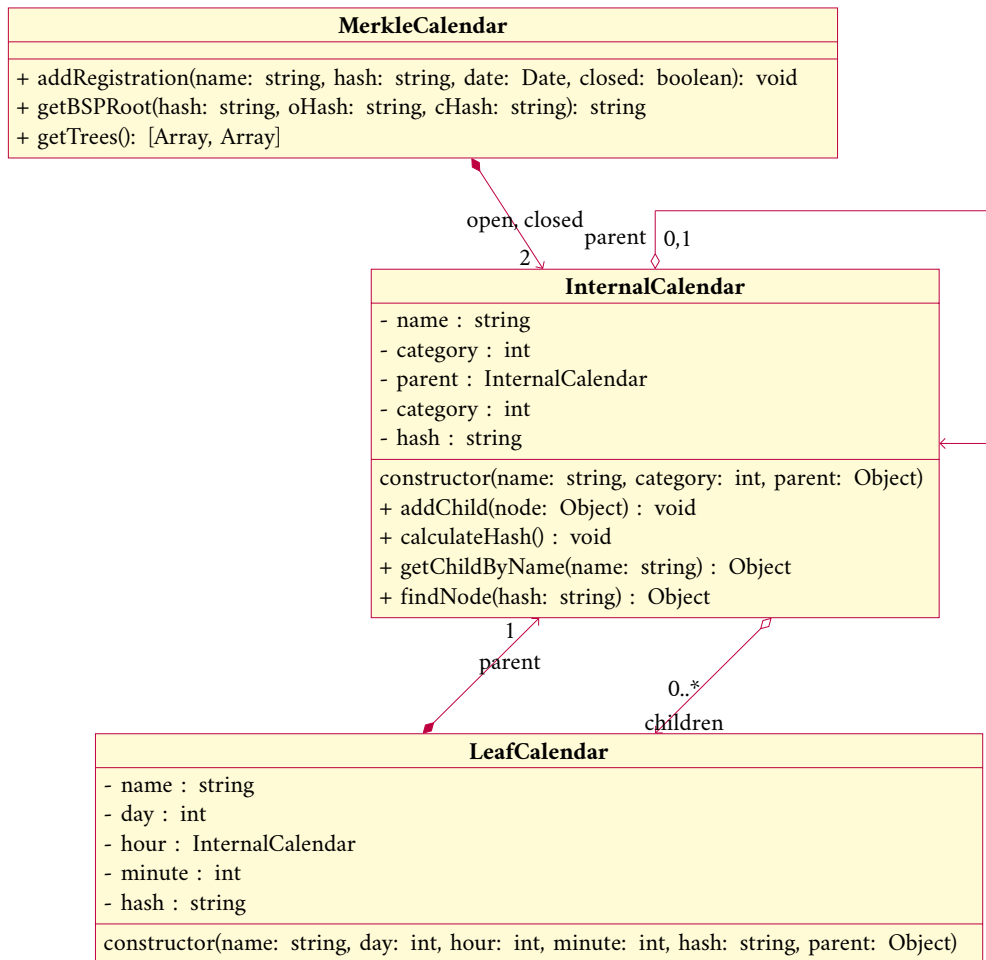 MerkleCalendar
+ addRegistration(name: string, hash: string, date: Date, closed: boolean): void
+ getBSPRoot(hash: string, oHash: string, cHash: string): string
+ getTrees(): [Array, Array]
open, closed
2
parent
0,1
InternalCalendar
- name : string
- category : int
- parent : InternalCalendar
- category : int
- hash : string
constructor(name: string, category: int, parent: Object)
+ addChild(node: Object) : void
+ calculateHash() : void
+ getChildByName(name: string) : Object
+ findNode(hash: string) : Object
1
parent
0..*
children
LeafCalendar
- name : string
- day : int
- hour : InternalCalendar
- minute : int
- hash : string
constructor(name: string, day: int, hour: int, minute: int, hash: string, parent: Object)